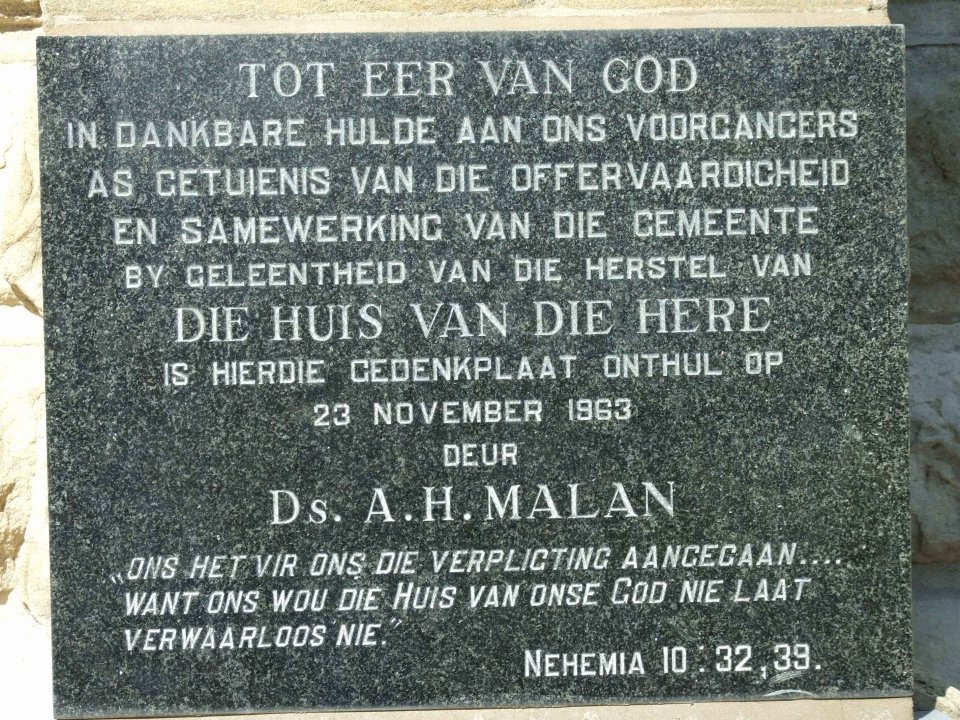 TOT EER VAN GOD
IN DANKBARE HULDE AAN ONS VOORGANGERS
AS GETUIENIS VAN DIE OFFERVAARDIGHEID
EN SAMEWERKING VAN DIE GEMEENTE
BY GELEENTHEID VAN DIE HERSTEL VAN
DIE HUIS VAN DIE HERE
IS HIERDIE GEDENKPLAAT ONTHUL OP
23 NOVEMBER 1963
DEUR
Ds. A.H. MALAN
„ONS HET VIR ONS DIE VERPLIGTING AANGEGAAN....
WANT ONS WOU DIE HUIS VAN ONSE GOD NIE LAAT
VERWAARLOOS NIE.”
NEHEMIA 10:32,39.